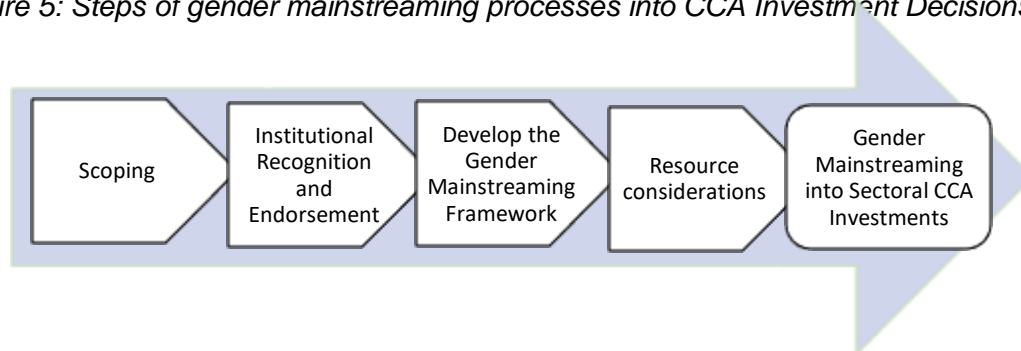 re 5: Steps of gender mainstreaming processes into CCA Investment Decisions
Scoping
Institutional
Recognition
and
Endorsement
Develop the
Gender
Mainstreaming
Framework
Resource
considerations
Gender
Mainstreaming
into Sectoral CCA
Investments